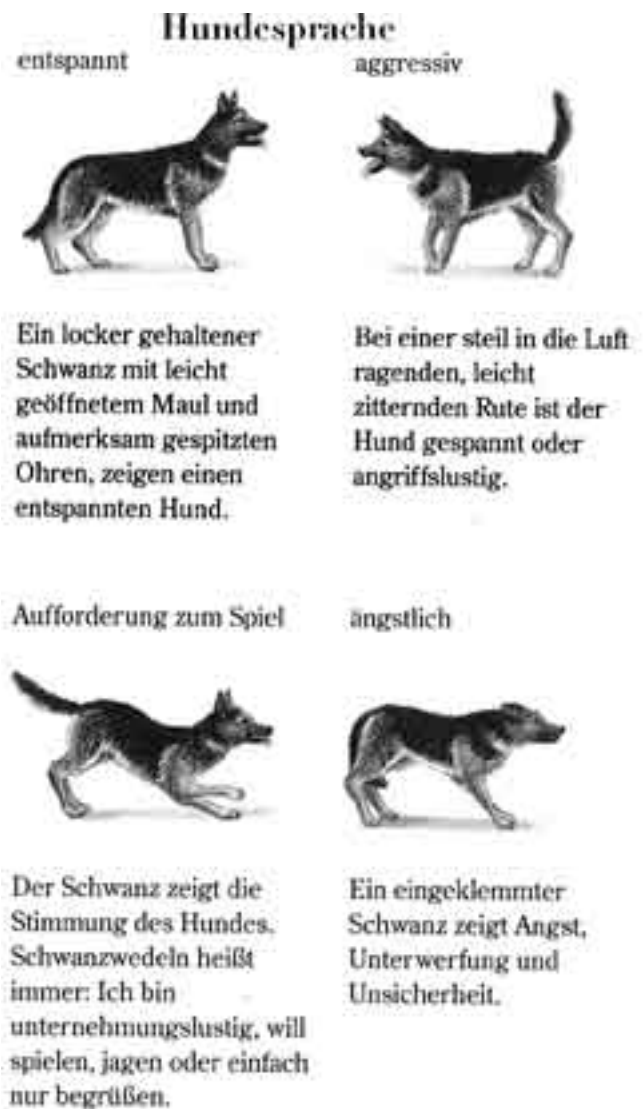 Hundesprache
entspannt
aggressiv
Ein locker gehaltener
Schwanz mit leicht
geöffnetem Maul und
aufmerksam gespitzten
Ohren, zeigen einen
entspannten Hund.
Bei einer steil in die Luft
ragenden, leicht
zitternden Rute ist der
Hund gespannt oder
angriffslustig.
Aufforderung zum Spiel
ängstlich
Der Schwanz zeigt die
Stimmung des Hundes.
Schwanzwedeln heißt
immer: Ich bin
unternehmungslustig, will
spielen, jagen oder einfach
nur begrüßen.
Ein eingeklemmter
Schwanz zeigt Angst,
Unterwerfung und
Unsicherheit.